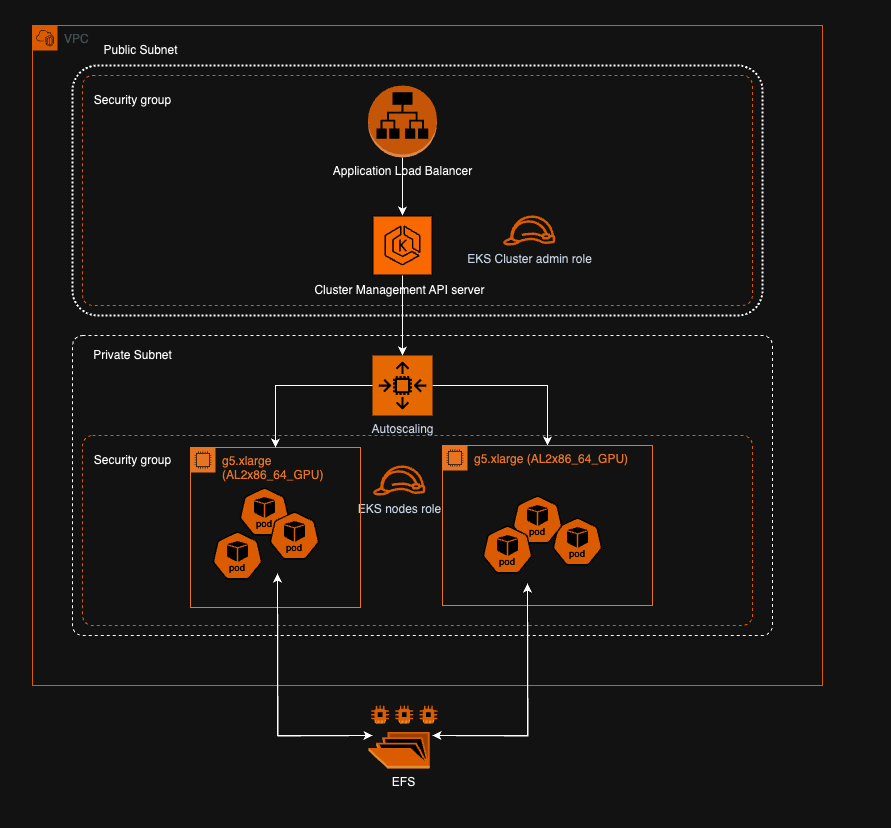 VPC
Public Subnet
Security group
Application Load Balancer
K
EKS Cluster admin role
Cluster Management API server
Private Subnet
Autoscaling
Security group
g5.xlarge
(AL2x86_64_GPU)
pod
pod
pod
EKS nodes role
g5.xlarge (AL2x86_64_GPU)
pod
pod
pod
EFS